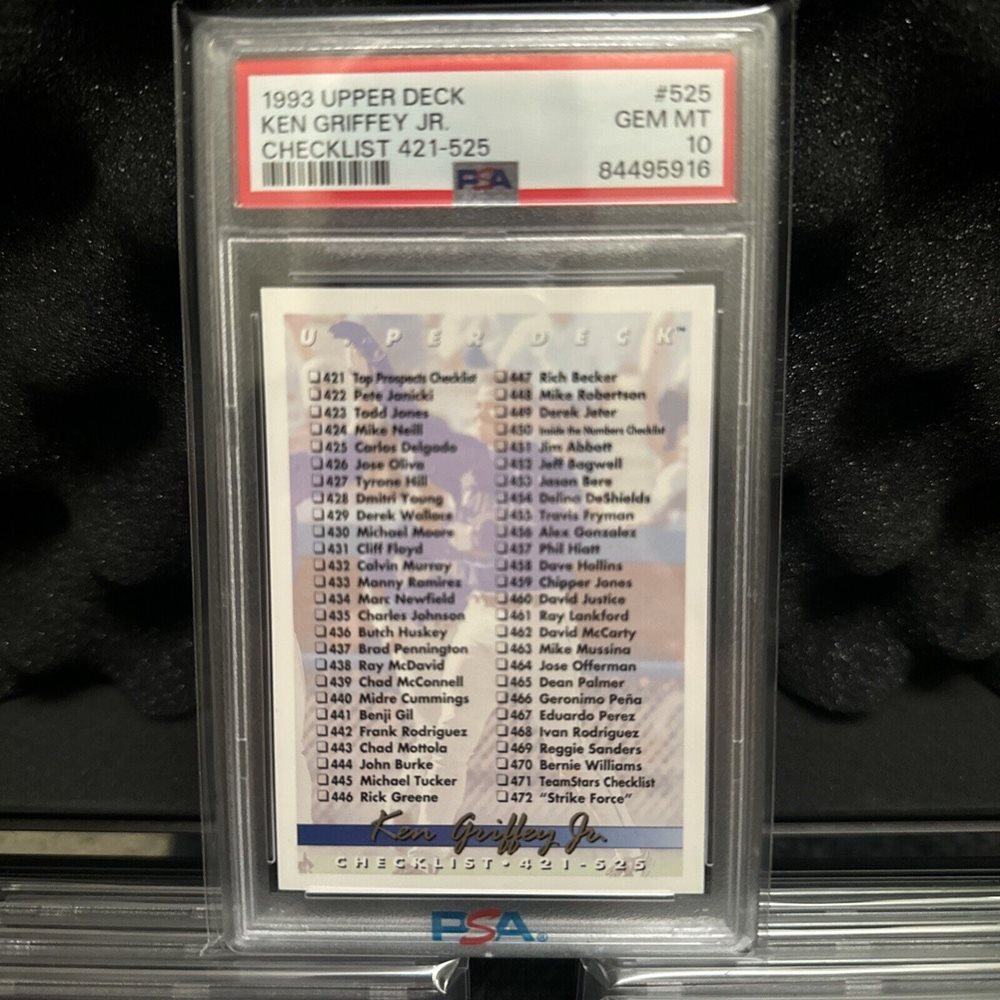 1993 UPPER DECK #525
KEN GRIFFEY JR. GEM MT
CHECKLIST 421-525 10
PSA 84495916
UPPER DECK™
421 Top Prospects Checklist
422 Pete Janicki
423 Todd Jones
424 Mike Neill
425 Carlos Delgado
426 Jose Oliva
427 Tyrone Hill
428 Dmitri Young
429 Derek Wallace
430 Michael Moore
431 Cliff Floyd
432 Calvin Murray
433 Manny Ramirez
434 Marc Newfield
435 Charles Johnson
436 Butch Huskey
437 Brad Pennington
438 Ray McDavid
439 Chad McConnell
440 Midre Cummings
441 Benji Gil
442 Frank Rodriguez
443 Chad Mottola
444 John Burke
445 Michael Tucker
446 Rick Greene
447 Rich Becker
448 Mike Robertson
449 Derek Jeter
450 Inside the Numbers Checklist
451 Jim Abbott
452 Jeff Bagwell
453 Jason Bere
454 Delino DeShields
455 Travis Fryman
456 Alex Gonzalez
457 Phil Hiatt
458 Dave Hollins
459 Chipper Jones
460 David Justice
461 Ray Lankford
462 David McCarty
463 Mike Mussina
464 Jose Offerman
465 Dean Palmer
466 Geronimo Peña
467 Eduardo Perez
468 Ivan Rodriguez
469 Reggie Sanders
470 Bernie Williams
471 TeamStars Checklist
472 "Strike Force"
Ken Griffey Jr.
CHECKLIST • 421-525
PSA®